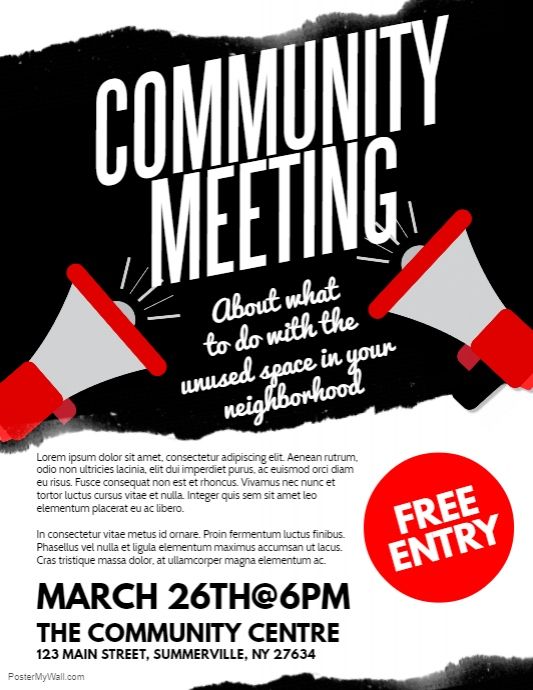 COMMUNITY
MEETING
About what
to do with the
unused space in your
neighborhood
Lorem ipsum dolor sit amet, consectetur adipiscing elit. Aenean rutrum,
odio non ultricies lacinia, elit dui imperdiet purus, ac euismod orci diam
eu risus. Fusce consequat non est et rhoncus. Vivamus nec nunc et
tortor luctus cursus vitae et nulla. Integer quis sem sit amet leo
elementum placerat eu ac libero.
In consectetur vitae metus id ornare. Proin fermentum luctus finibus.
Phasellus vel nulla et ligula elementum maximus accumsan ut lacus.
Cras tristique massa dolor, at ullamcorper magna elementum ac.
FREE
ENTRY
MARCH 26TH@6PM
THE COMMUNITY CENTRE
123 MAIN STREET, SUMMERVILLE, NY 27634
PosterMyWall.com